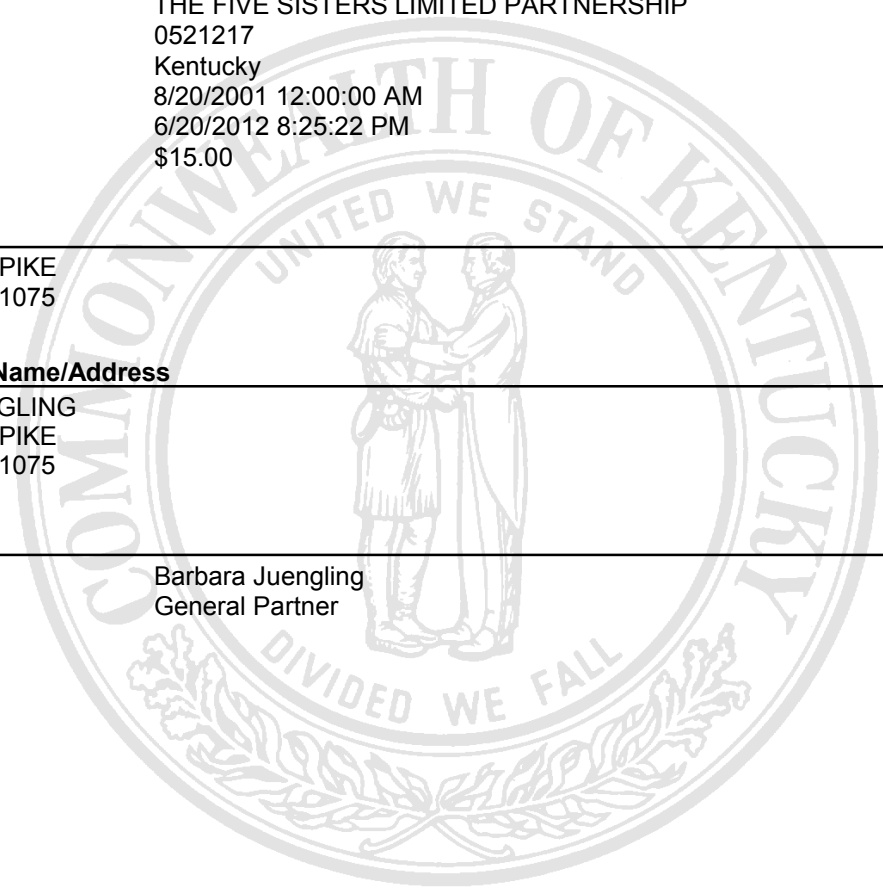 THE FIVE SISTERS LIMITED PARTNERSHIP
0521217
Kentucky
8/20/2001 12:00:00 AM
6/20/2012 8:25:22 PM
$15.00
PIKE
1075
Name/Address
GLING
PIKE
1075
Barbara Juengling
General Partner
COMMONWEALTH OF KENTUCKY
UNITED WE STAND
DIVIDED WE FALL